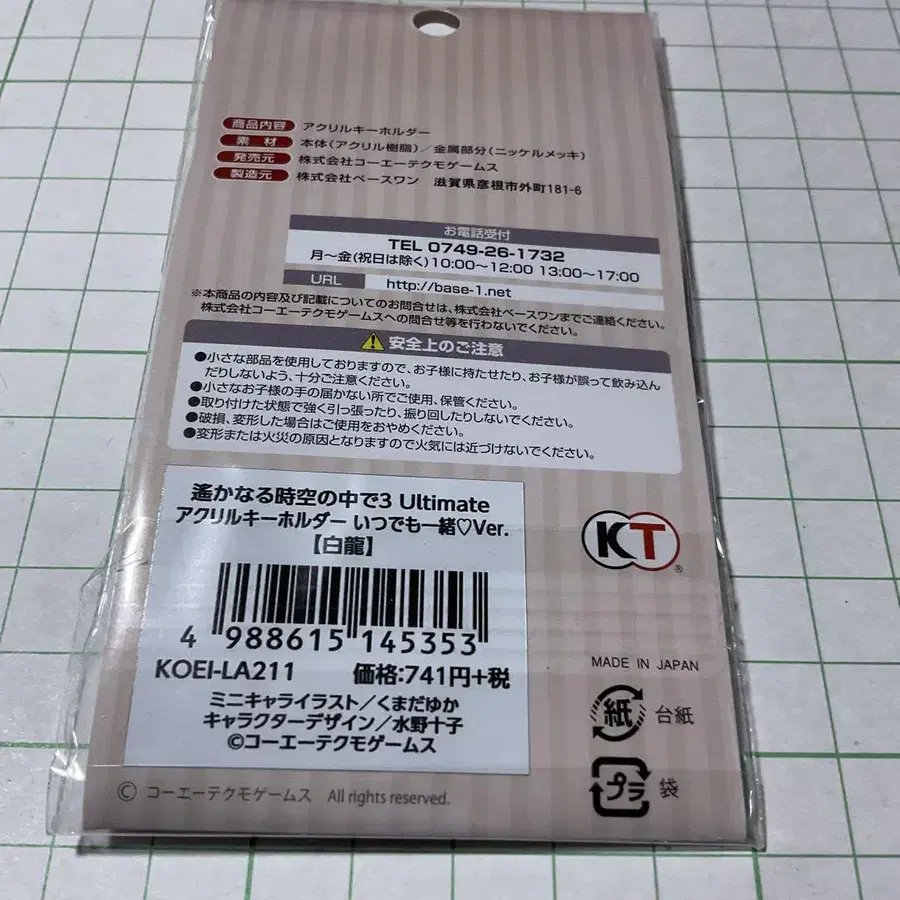 商品内容 アクリルキーホルダー
素材 本体(アクリル樹脂)/金属部分(ニッケルメッキ)
発売元 株式会社コーエーテクモゲームス
製造元 株式会社ベースワン 滋賀県彦根市外町181-6
お電話受付
TEL 0749-26-1732
月～金(祝日は除く)10:00～12:00 13:00～17:00
URL http://base-1.net
※本商品の内容及び記載についてのお問合せは、株式会社ベースワンまでご連絡ください。
株式会社コーエーテクモゲームスへの問合せ等を行わないでください。
安全上のご注意
●小さな部品を使用しておりますので、お子様に持たせたり、お子様が誤って飲み込ん
だりしないよう、十分ご注意ください。
●小さなお子様の手の届かない所でご使用、保管ください。
●取り付けた状態で強く引っ張ったり、振り回したりしないでください。
●破損、変形した場合はご使用をおやめください。
●変形または火災の原因となりますので火気には近づけないでください。
遙かなる時空の中で3 Ultimate
アクリルキーホルダー いつでも一緒♡Ver.
【白龍】
4 988615 145353
KOEI-LA211 価格:741円+税
ミニキャライラスト/くまだゆか
キャラクターデザイン/水野十子
©コーエーテクモゲームス
KT®
MADE IN JAPAN
紙 台紙
プラ 袋
© コーエーテクモゲームス All rights reserved.